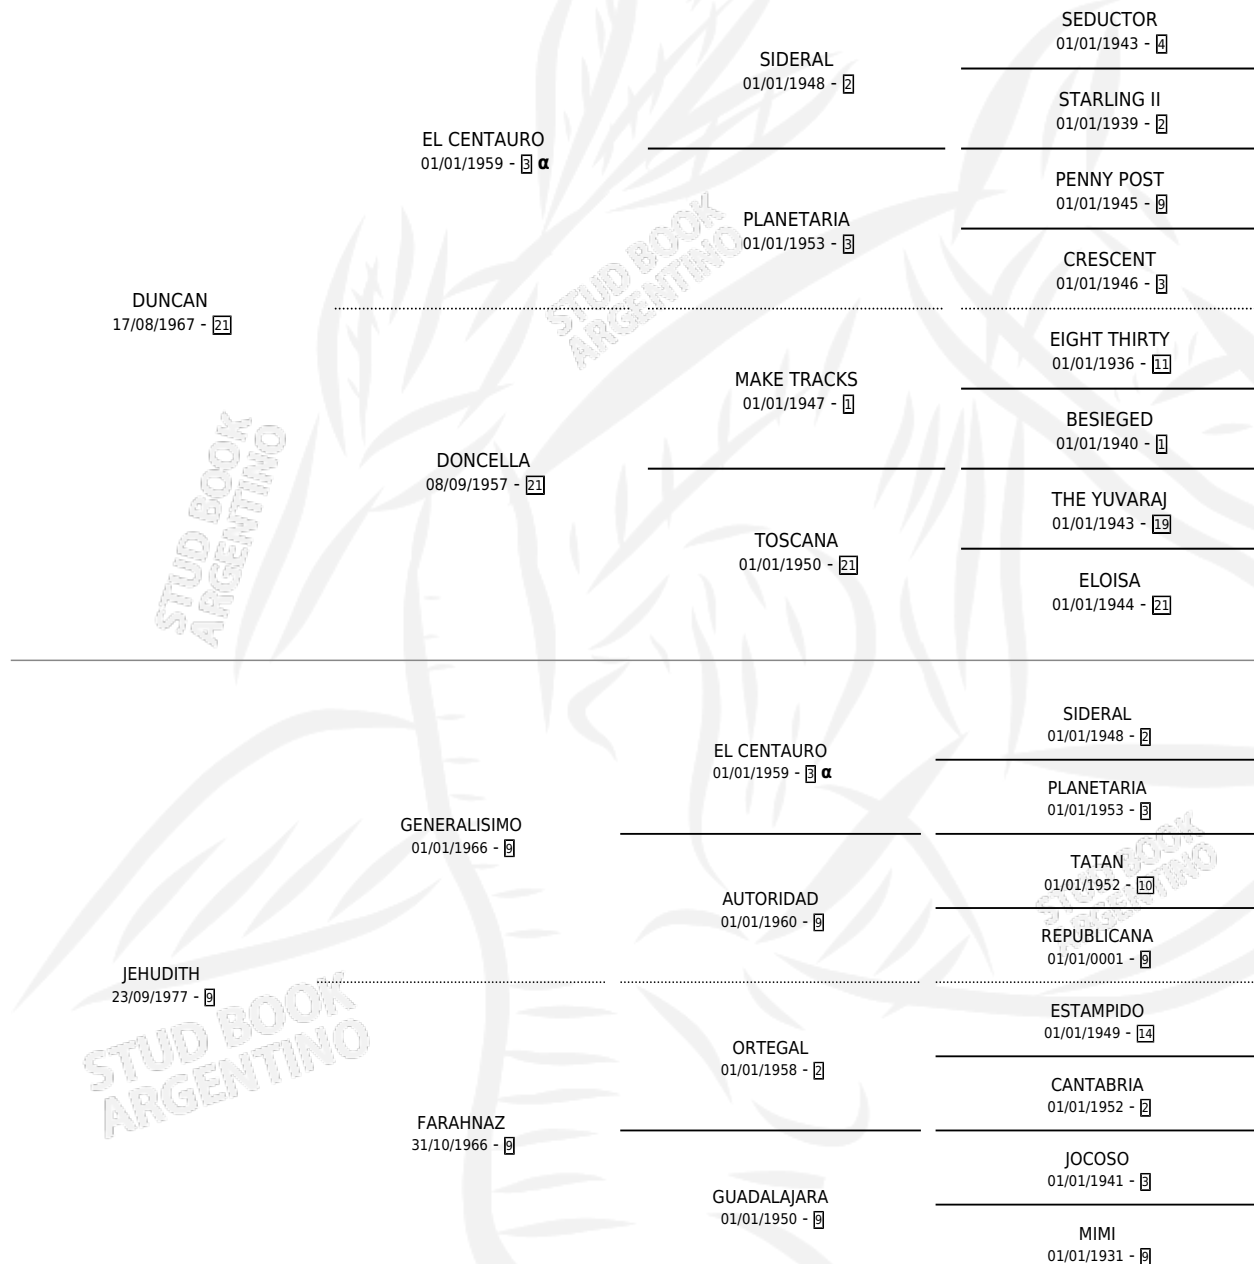 SEDUCTOR
01/01/1943 - 4
SIDERAL
01/01/1948 - 2
STARLING II
01/01/1939 - 2
EL CENTAURO
01/01/1959 - 3 α
PENNY POST
01/01/1945 - 9
PLANETARIA
01/01/1953 - 3
CRESCENT
01/01/1946 - 3
DUNCAN
17/08/1967 - 21
EIGHT THIRTY
01/01/1936 - 11
MAKE TRACKS
01/01/1947 - 1
BESIEGED
01/01/1940 - 1
DONCELLA
08/09/1957 - 21
THE YUVARAJ
01/01/1943 - 19
TOSCANA
01/01/1950 - 21
ELOISA
01/01/1944 - 21
STUD BOOK
ARGENTINO
STUD BOOK
ARGENTINO
SIDERAL
01/01/1948 - 2
EL CENTAURO
01/01/1959 - 3 α
PLANETARIA
01/01/1953 - 3
GENERALISIMO
01/01/1966 - 9
TATAN
01/01/1952 - 10
AUTORIDAD
01/01/1960 - 9
REPUBLICANA
01/01/0001 - 9
JEHUDITH
23/09/1977 - 9
ESTAMPIDO
01/01/1949 - 14
ORTEGAL
01/01/1958 - 2
CANTABRIA
01/01/1952 - 2
FARAHNAZ
31/10/1966 - 9
JOCOSO
01/01/1941 - 3
GUADALAJARA
01/01/1950 - 9
MIMI
01/01/1931 - 9
STUD BOOK
ARGENTINO
STUD BOOK
ARGENTINO